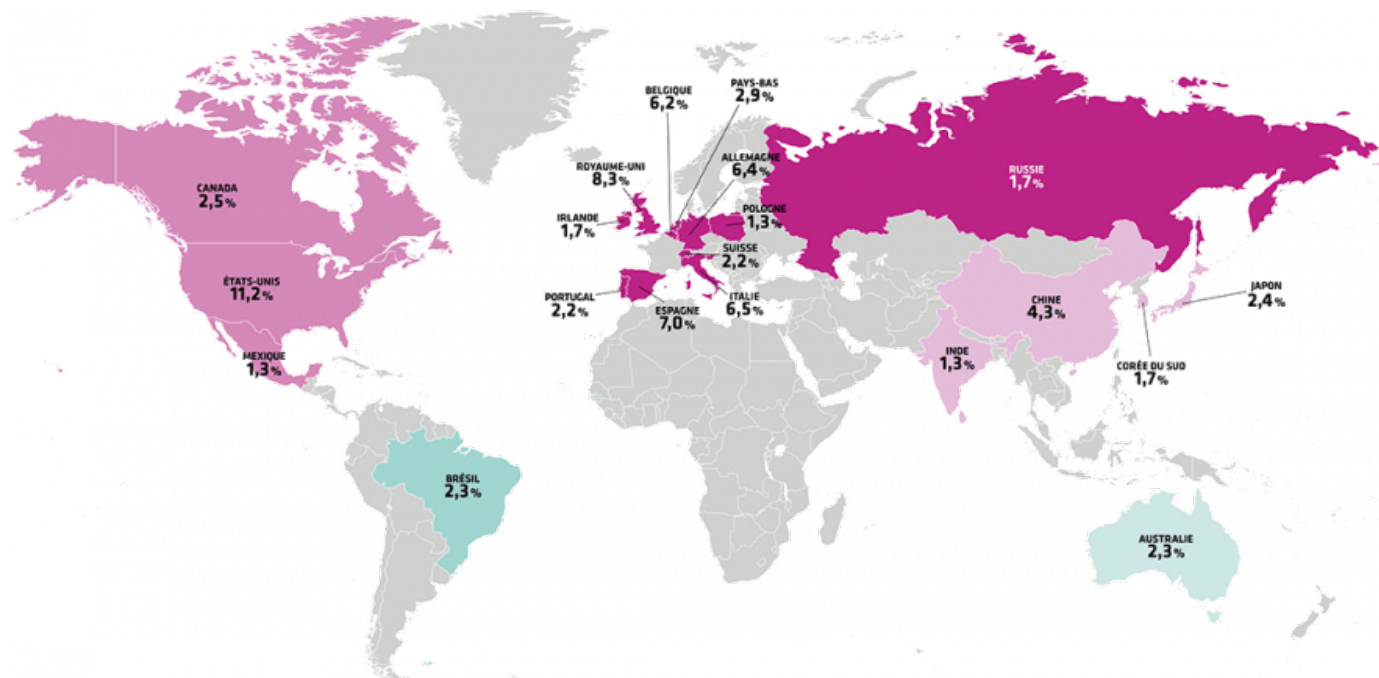 PAYS-BAS
2,9%
BELGIQUE
6,2%
ALLEMAGNE
6,4%
ROYAUME-UNI
8,3%
RUSSIE
1,7%
CANADA
2,5%
POLOGNE
1,3%
IRLANDE
1,7%
SUISSE
2,2%
ÉTATS-UNIS
11,2%
PORTUGAL
2,2%
ESPAGNE
7,0%
ITALIE
6,5%
CHINE
4,3%
JAPON
2,4%
MEXIQUE
1,3%
INDE
1,3%
CORÉE DU SUD
1,7%
BRÉSIL
2,3%
AUSTRALIE
2,3%